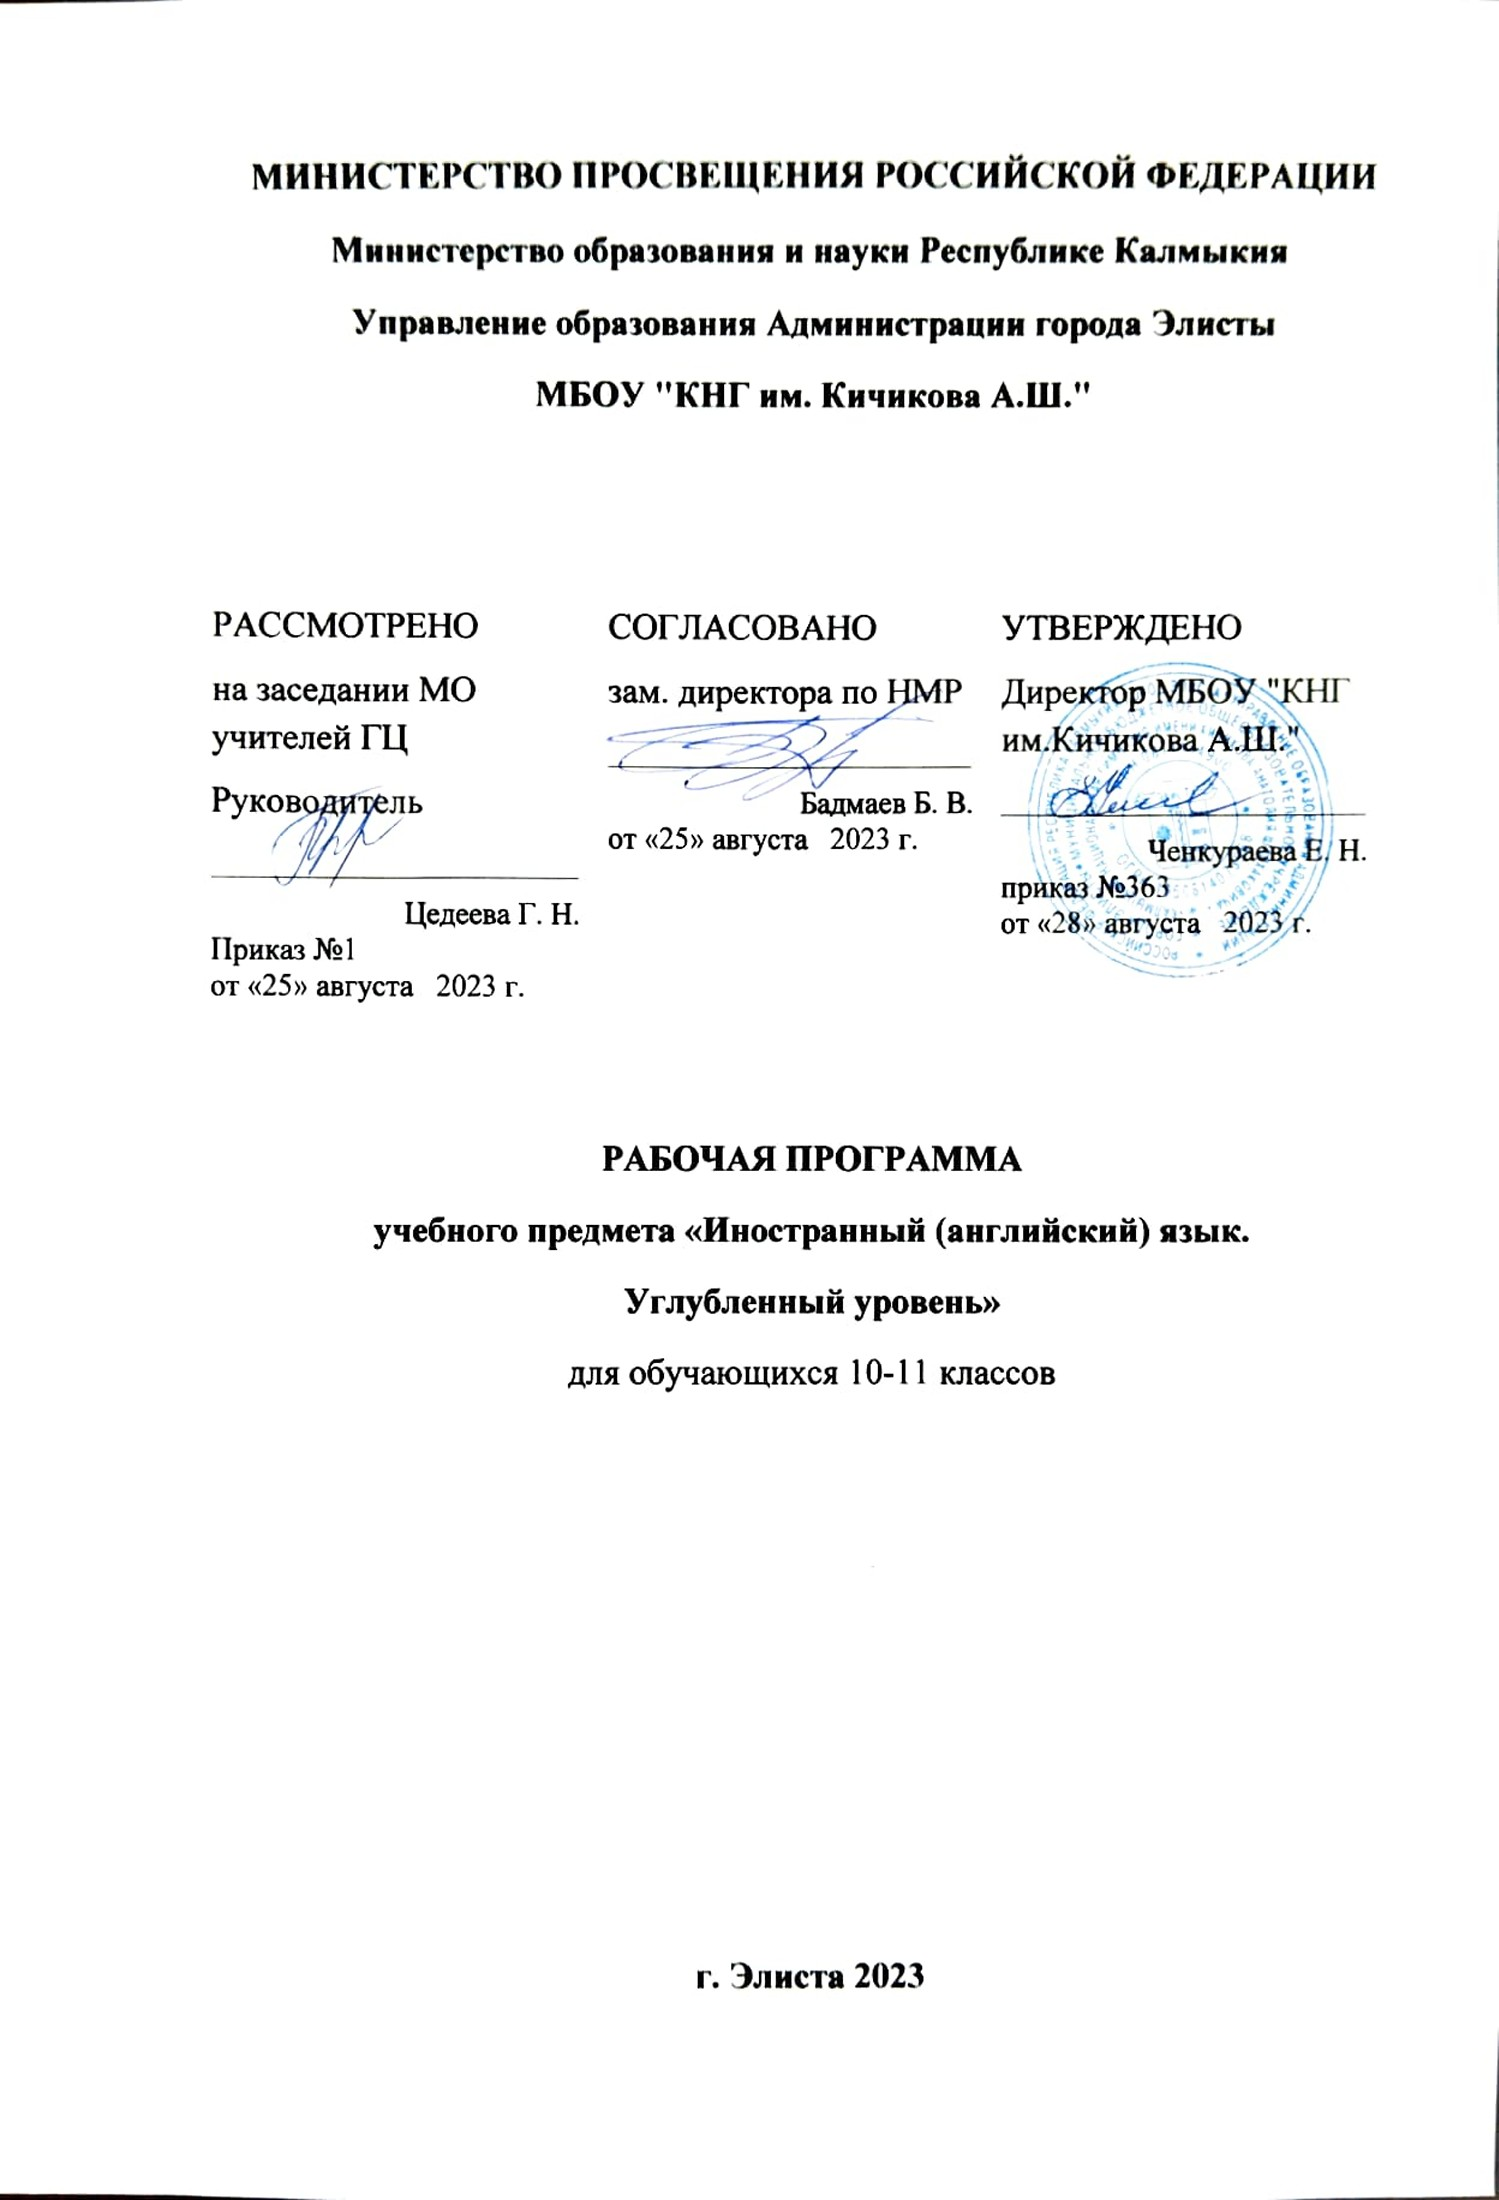 МИНИСТЕРСТВО ПРОСВЕЩЕНИЯ РОССИЙСКОЙ ФЕДЕРАЦИИ
Министерство образования и науки Республике Калмыкия
Управление образования Администрации города Элисты
МБОУ "КНГ им. Кичикова А.Ш."
РАССМОТРЕНО
на заседании МО
учителей ГЦ
Руководитель
Цедеева Г. Н.
Приказ №1
от «25» августа 2023 г.
СОГЛАСОВАНО
зам. директора по НМР
Бадмаев Б. В.
от «25» августа 2023 г.
УТВЕРЖДЕНО
Директор МБОУ "КНГ
им.Кичикова А.Ш."
Ченкураева Е. Н.
приказ №363
от «28» августа 2023 г.
РАБОЧАЯ ПРОГРАММА
учебного предмета «Иностранный (английский) язык.
Углубленный уровень»
для обучающихся 10-11 классов
г. Элиста 2023